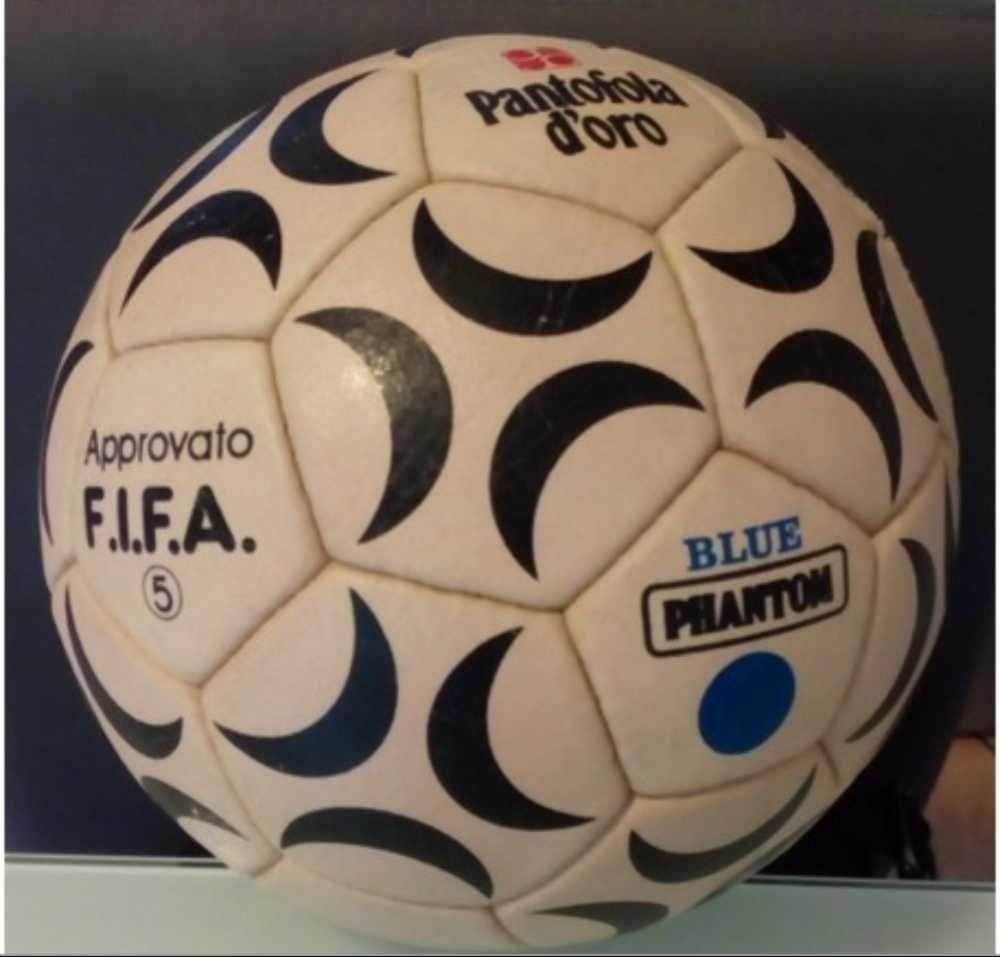 Pantofola
d'oro
Approvato
F.I.F.A.
5
BLUE
PHANTOM